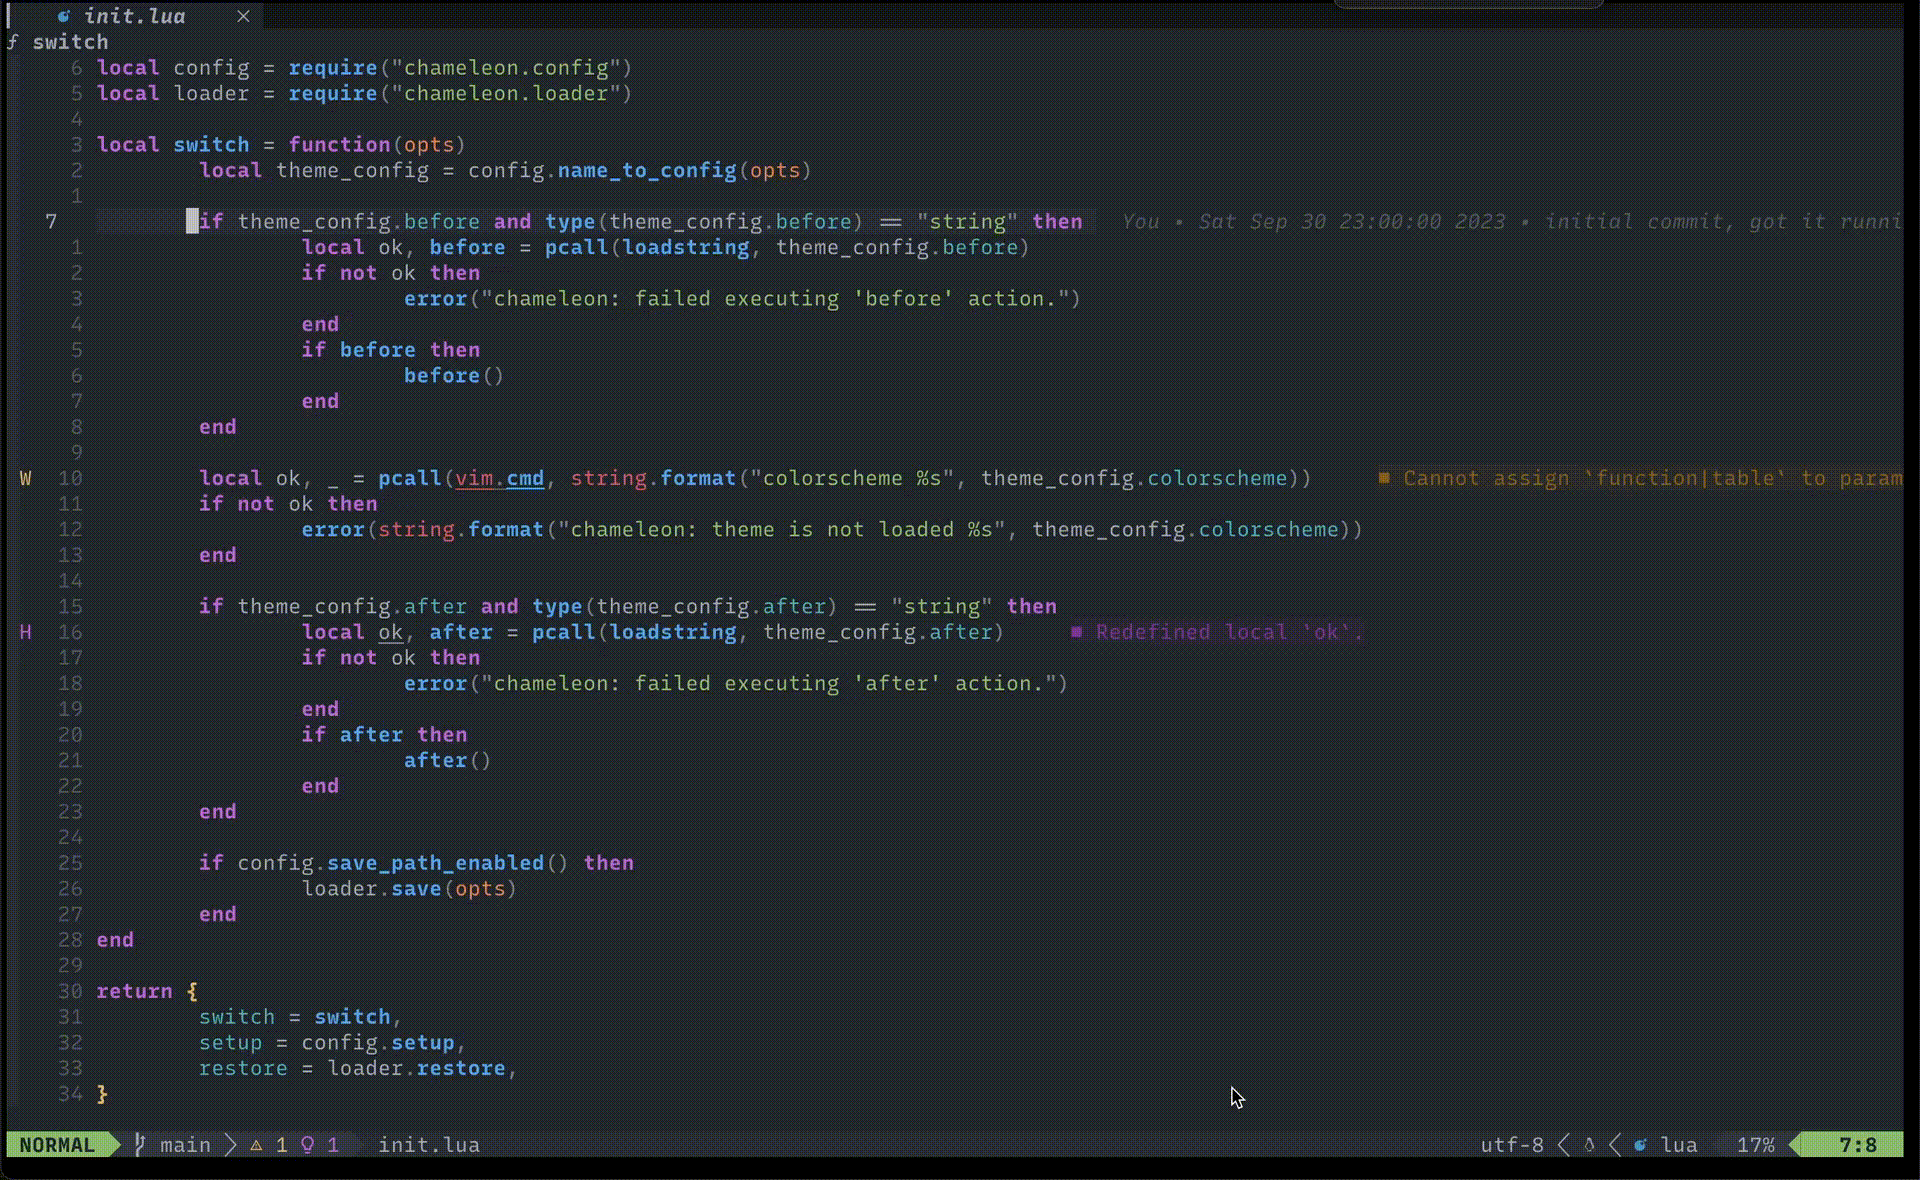 init.lua ×
ƒ switch
6 local config = require("chameleon.config")
5 local loader = require("chameleon.loader")
4
3 local switch = function(opts)
2 local theme_config = config.name_to_config(opts)
1
7 if theme_config.before and type(theme_config.before) == "string" then You • Sat Sep 30 23:00:00 2023 • initial commit, got it runni
1 local ok, before = pcall(loadstring, theme_config.before)
2 if not ok then
3 error("chameleon: failed executing 'before' action.")
4 end
5 if before then
6 before()
7 end
8 end
9
W 10 local ok, _ = pcall(vim.cmd, string.format("colorscheme %s", theme_config.colorscheme)) ■ Cannot assign `function|table` to param
11 if not ok then
12 error(string.format("chameleon: theme is not loaded %s", theme_config.colorscheme))
13 end
14
15 if theme_config.after and type(theme_config.after) == "string" then
H 16 local ok, after = pcall(loadstring, theme_config.after) ■ Redefined local `ok`.
17 if not ok then
18 error("chameleon: failed executing 'after' action.")
19 end
20 if after then
21 after()
22 end
23 end
24
25 if config.save_path_enabled() then
26 loader.save(opts)
27 end
28 end
29
30 return {
31 switch = switch,
32 setup = config.setup,
33 restore = loader.restore,
34 }
NORMAL main 1 1 init.lua utf-8 lua 17% 7:8